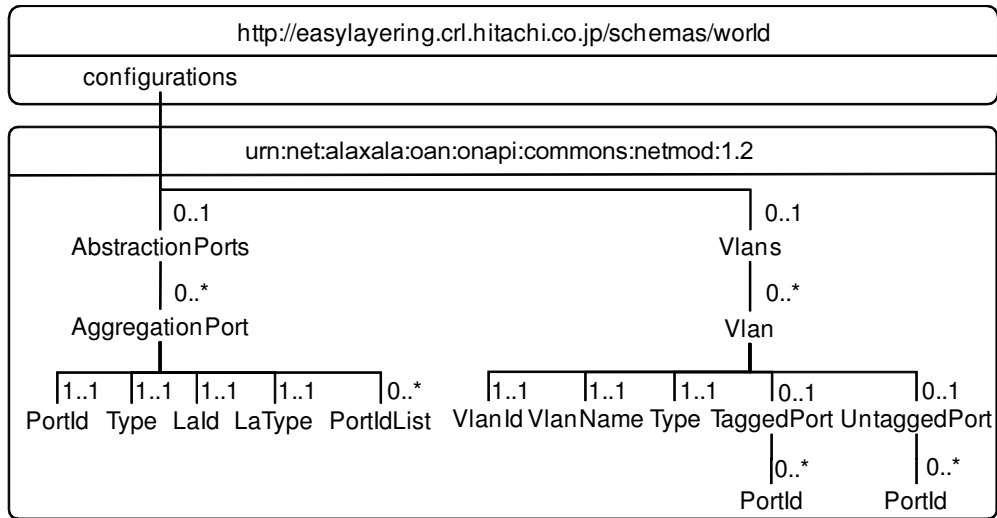 http://easylayering.crl.hitachi.co.jp/schemas/world
configurations
urn:net:alaxala:oan:onapi:commons:netmod:1.2
0..1 0..1
AbstractionPorts Vlans
0..* 0..*
AggregationPort Vlan
1..1 1..1 1..1 1..1 0..* 1..1 1..1 1..1 0..1 0..1
PortId Type LaId LaType PortIdList VlanId VlanName Type TaggedPort UntaggedPort
0..* 0..*
PortId PortId